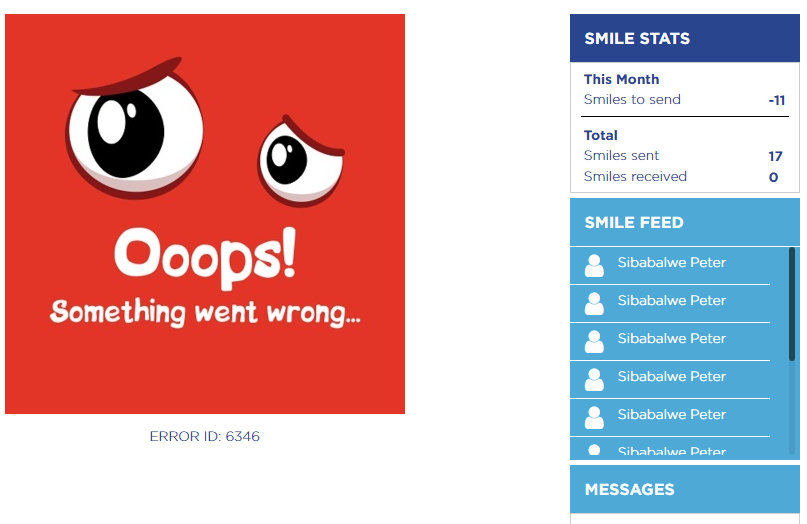 Ooops!
Something went wrong...
ERROR ID: 6346
SMILE STATS
This Month
Smiles to send -11
Total
Smiles sent 17
Smiles received 0
SMILE FEED
Sibabalwe Peter
Sibabalwe Peter
Sibabalwe Peter
Sibabalwe Peter
Sibabalwe Peter
Sibabalwe Peter
MESSAGES